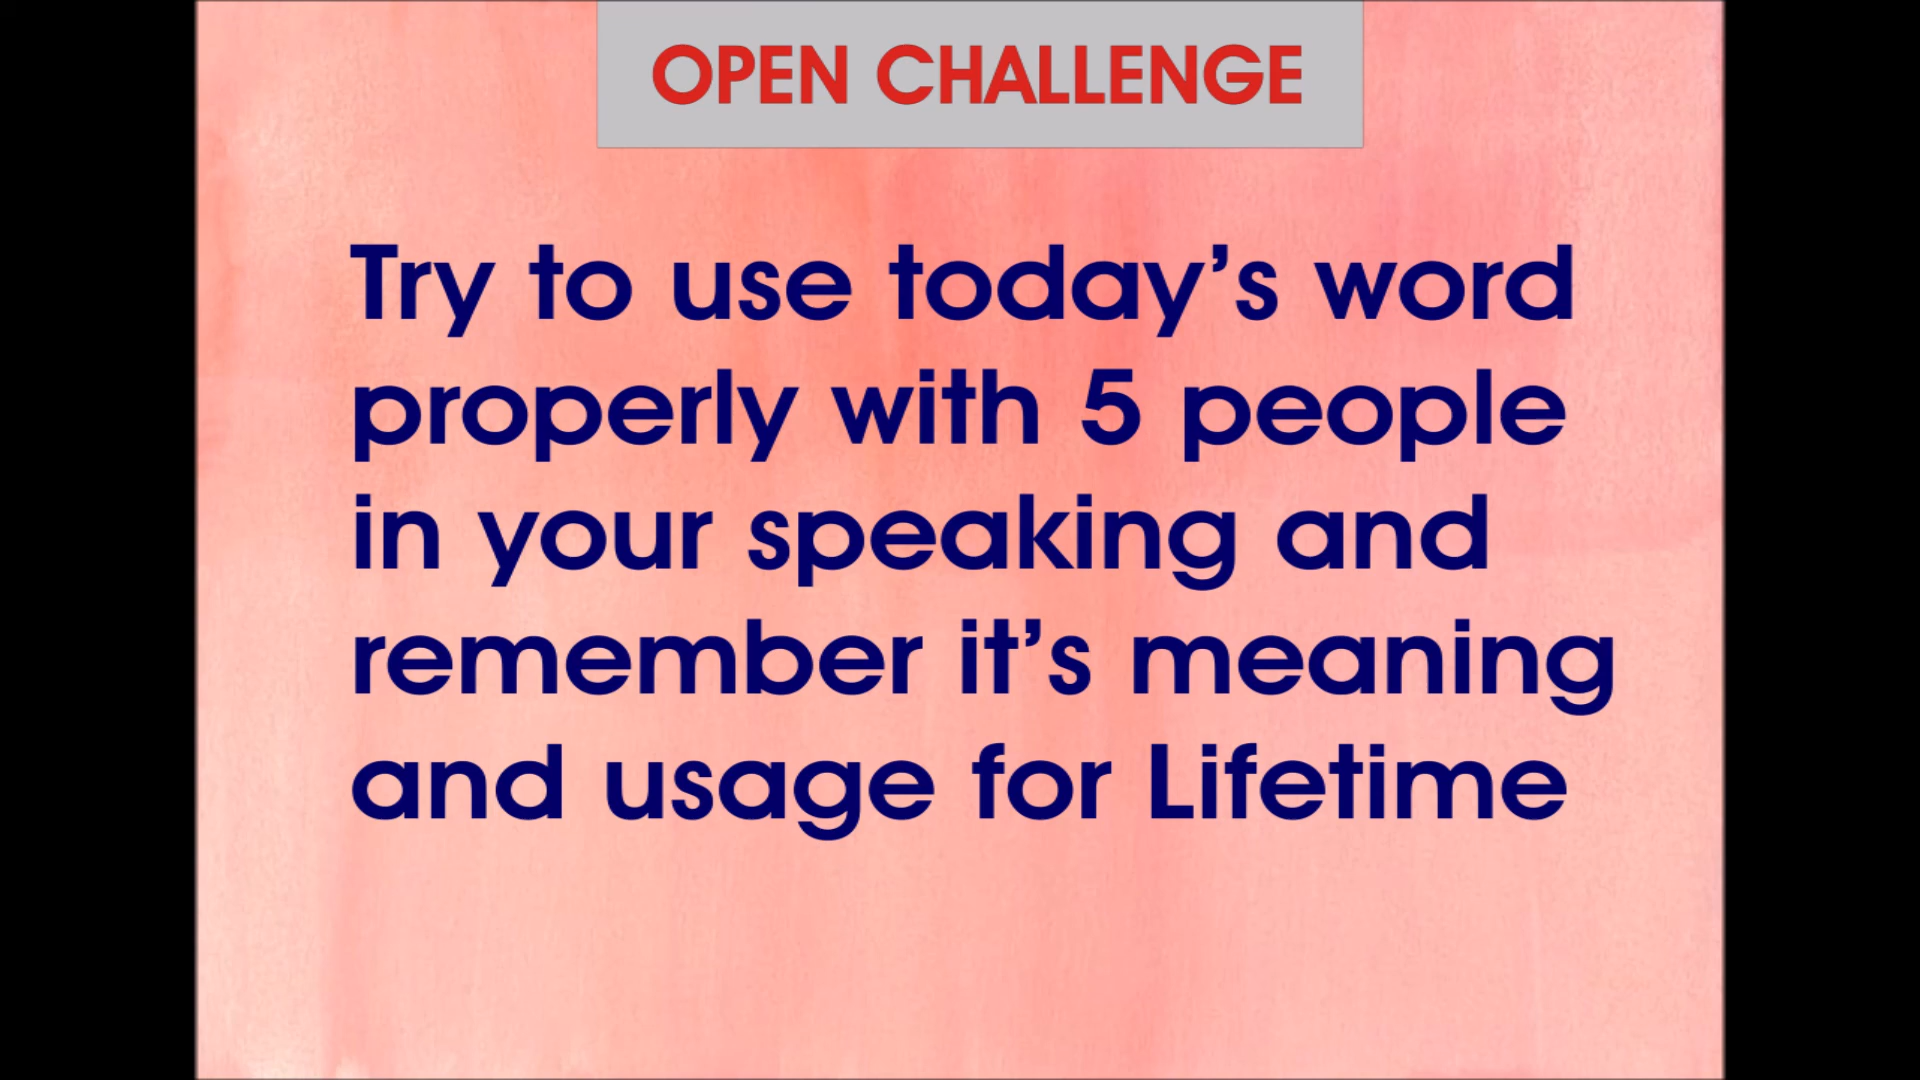 OPEN CHALLENGE
Try to use today’s word
properly with 5 people
in your speaking and
remember it’s meaning
and usage for Lifetime